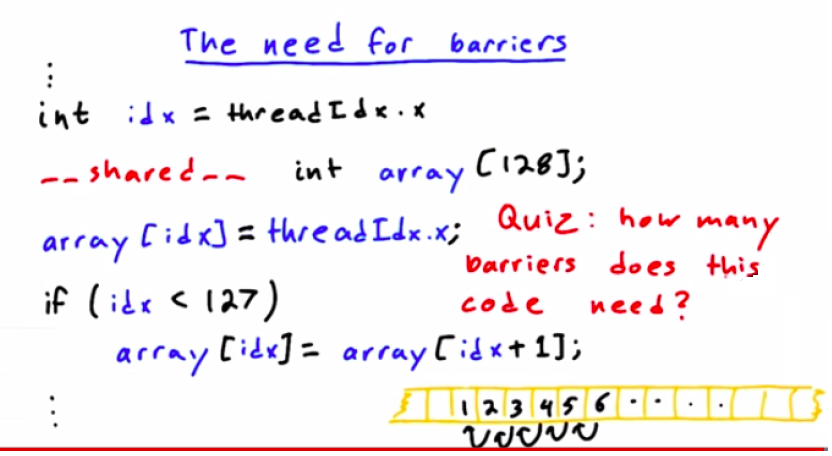 The need for barriers
⋮
int idx = threadIdx.x
__shared__ int array[128];
array[idx] = threadIdx.x;
Quiz: how many
barriers does this
code need?
if (idx < 127)
array[idx] = array[idx+1];
⋮
1 2 3 4 5 6 . . . .